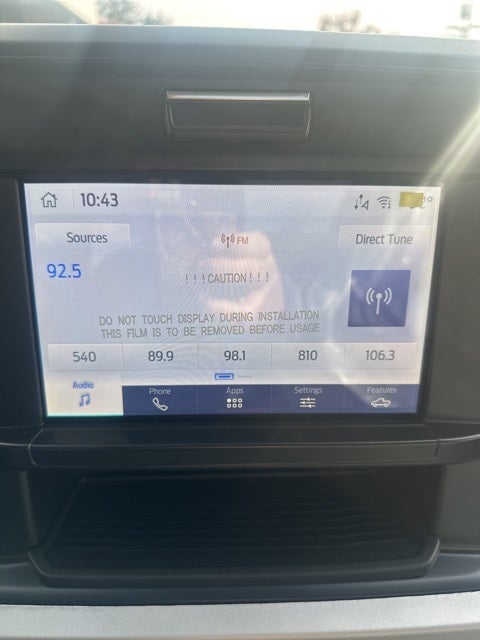 10:43
Sources
FM
Direct Tune
92.5
!!!CAUTION!!!
DO NOT TOUCH DISPLAY DURING INSTALLATION
THIS FILM IS TO BE REMOVED BEFORE USAGE
540 89.9 98.1 810 106.3
Audio Phone Apps Settings Features